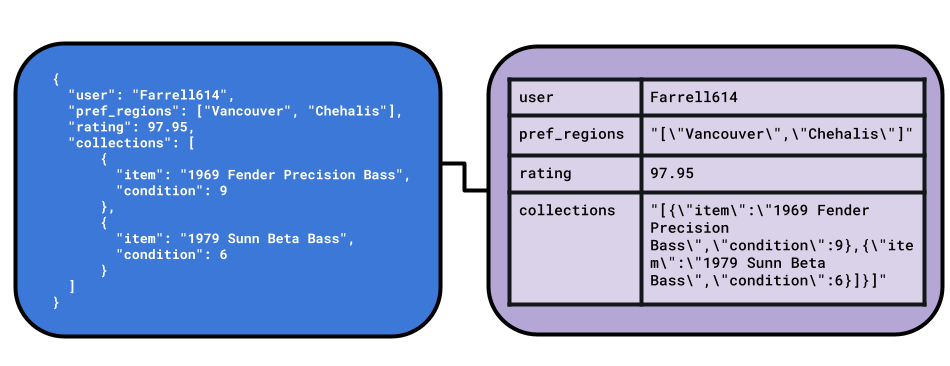 {
"user": "Farrell614",
"pref_regions": ["Vancouver", "Chehalis"],
"rating": 97.95,
"collections": [
{
"item": "1969 Fender Precision Bass",
"condition": 9
},
{
"item": "1979 Sunn Beta Bass",
"condition": 6
}
]
}
user
Farrell614
pref_regions
"[\"Vancouver\",\"Chehalis\"]"
rating
97.95
collections
"[{\"item\":\"1969 Fender
Precision
Bass\",\"condition\":9},{\"ite
m\":\"1979 Sunn Beta
Bass\",\"condition\":6}]}]"